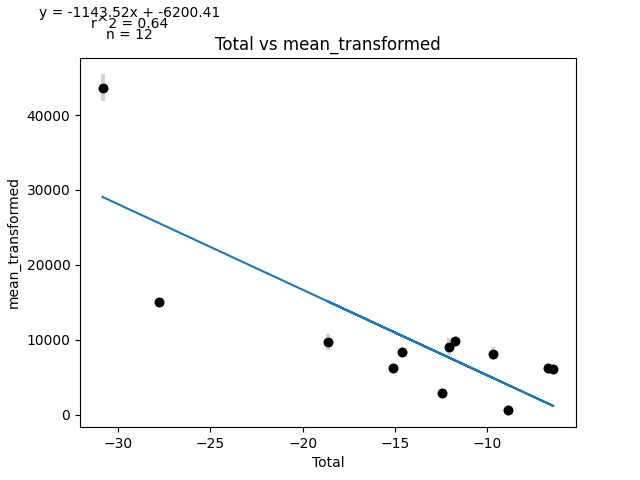 y = -1143.52x + -6200.41
r^2 = 0.64
n = 12
Total vs mean_transformed
mean_transformed
40000
30000
20000
10000
0
−30
−25
−20
−15
−10
Total